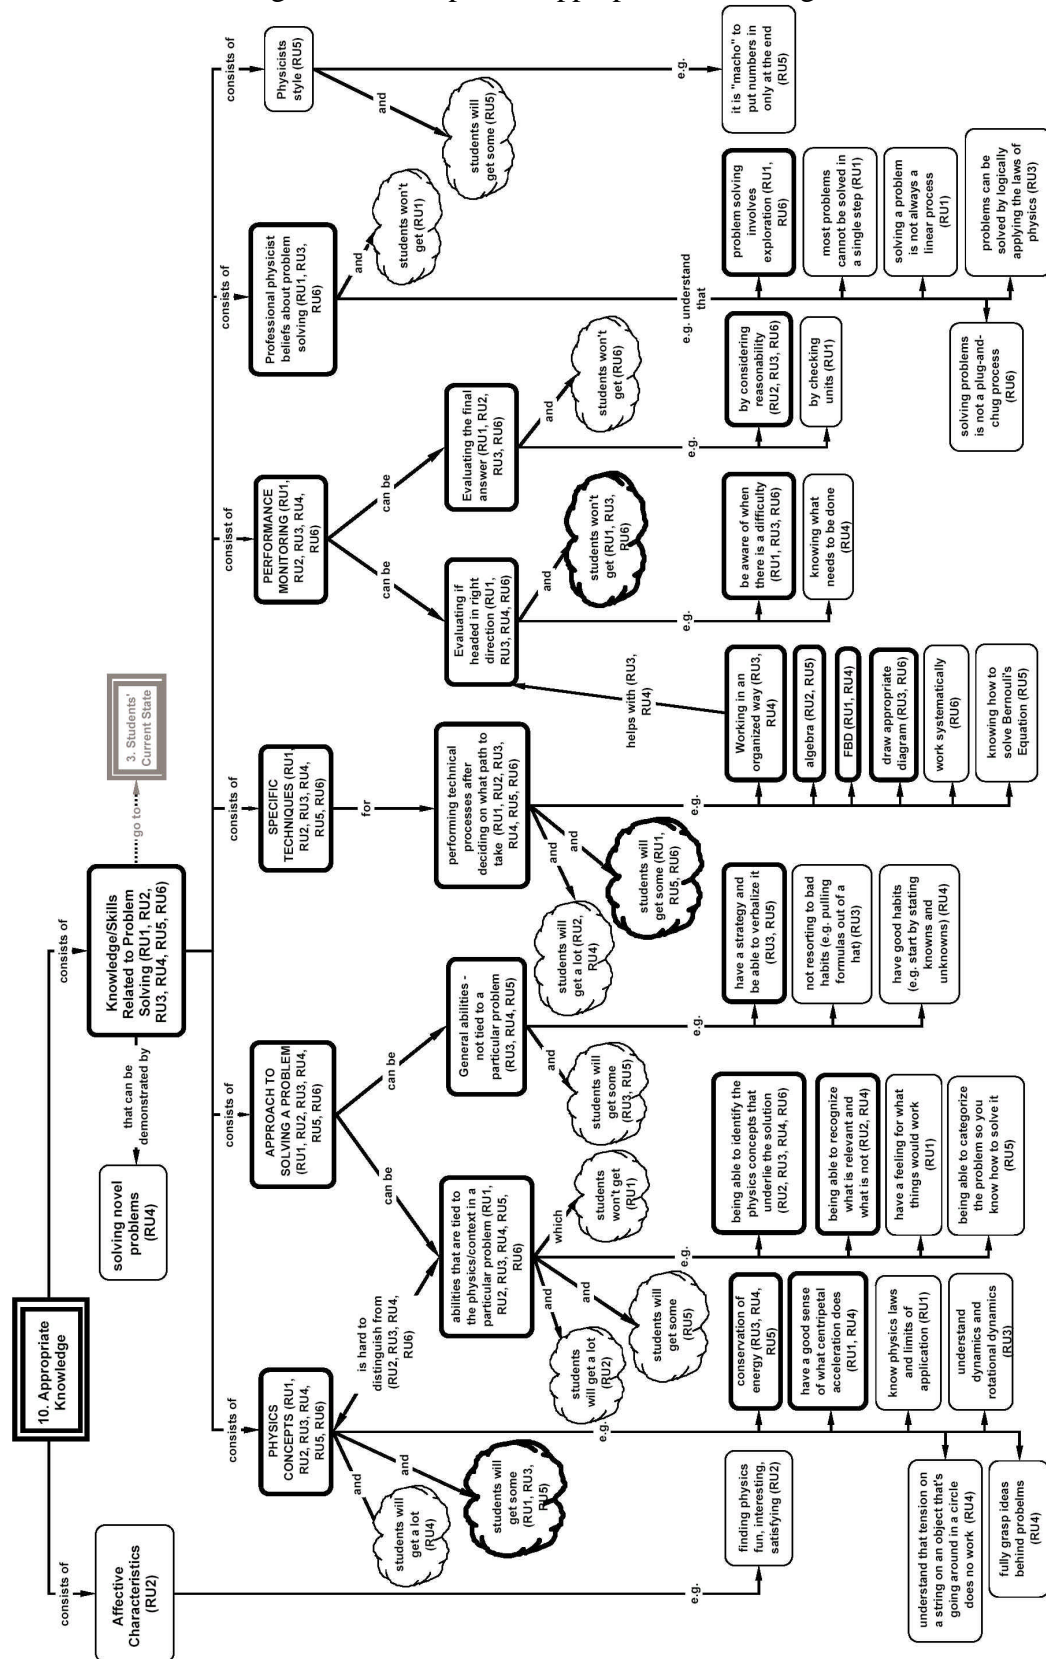 10. Appropriate
Knowledge
consists of
consists of
Affective
Characteristics
(RU2)
e.g.
finding physics
fun, interesting,
satisfying (RU2)
Knowledge/Skills
Related to Problem
Solving (RU1, RU2,
RU3, RU4, RU5, RU6)
that can be
demonstrated by
solving novel
problems
(RU4)
go to
3. Students'
Current State
consists of
PHYSICS
CONCEPTS (RU1,
RU2, RU3, RU4,
RU5, RU6)
and
students will
get a lot
(RU4)
and
students will
get some
(RU1, RU3,
RU5)
is hard to
distinguish from
(RU2, RU3, RU4,
RU6)
e.g.
conservation of
energy (RU3, RU4,
RU5)
have a good sense
of what centripetal
acceleration does
(RU1, RU4)
know physics laws
and limits of
application (RU1)
understand
dynamics and
rotational dynamics
(RU3)
understand that tension on
a string on an object that's
going around in a circle
does no work (RU4)
fully grasp ideas
behind probelms
(RU4)
consists of
APPROACH TO
SOLVING A PROBLEM
(RU1, RU2, RU3, RU4,
RU5, RU6)
can be
can be
abilities that are tied to
the physics/context in a
particular problem (RU1,
RU2, RU3, RU4, RU5,
RU6)
and
students
will get a lot
(RU2)
and
students will
get some
(RU5)
which
students
won't get
(RU1)
e.g.
being able to identify the
physics concepts that
underlie the solution
(RU2, RU3, RU4, RU6)
being able to recognize
what is relevant and
what is not (RU2, RU4)
have a feeling for what
things would work
(RU1)
being able to categorize
the problem so you
know how to solve it
(RU5)
General abilities -
not tied to a
particular problem
(RU3, RU4, RU5)
and
students will
get some
(RU3, RU5)
e.g.
have a strategy and
be able to verbalize it
(RU3, RU5)
not resorting to bad
habits (e.g. pulling
formulas out of a
hat) (RU3)
have good habits
(e.g. start by stating
knowns and
unknowns) (RU4)
consists of
SPECIFIC
TECHNIQUES (RU1,
RU2, RU3, RU4,
RU5, RU6)
for
performing technical
processes after
deciding on what path to
take (RU1, RU2, RU3,
RU4, RU5, RU6)
and
students will
get a lot (RU2,
RU4)
and
students will
get some (RU1,
RU5, RU6)
e.g.
Working in an
organized way (RU3,
RU4)
algebra (RU2, RU5)
FBD (RU1, RU4)
draw appropriate
diagram (RU3, RU6)
work systematically
(RU6)
knowing how to
solve Bernouli's
Equation (RU5)
helps with (RU3,
RU4)
consisst of
PERFORMANCE
MONITORING (RU1,
RU2, RU3, RU4,
RU6)
can be
can be
Evaluating if
headed in right
direction (RU1,
RU3, RU4, RU6)
and
students won't
get (RU1, RU3,
RU6)
e.g.
be aware of when
there is a difficulty
(RU1, RU3, RU6)
knowing what
needs to be done
(RU4)
Evaluating the final
answer (RU1, RU2,
RU3, RU6)
and
students won't
get (RU6)
e.g.
by considering
reasonability
(RU2, RU3, RU6)
by checking
units (RU1)
consists of
Professional physicist
beliefs about problem
solving (RU1, RU3,
RU6)
and
students won't
get (RU1)
e.g. understand
that
problem solving
involves
exploration (RU1,
RU6)
most problems
cannot be solved in
a single step (RU1)
solving a problem
is not always a
linear process
(RU1)
problems can be
solved by logically
applying the laws of
physics (RU3)
solving problems
is not a plug-and-
chug process
(RU6)
consists of
Physicists
style (RU5)
and
students will
get some (RU5)
e.g.
it is "macho" to
put numbers in
only at the end
(RU5)